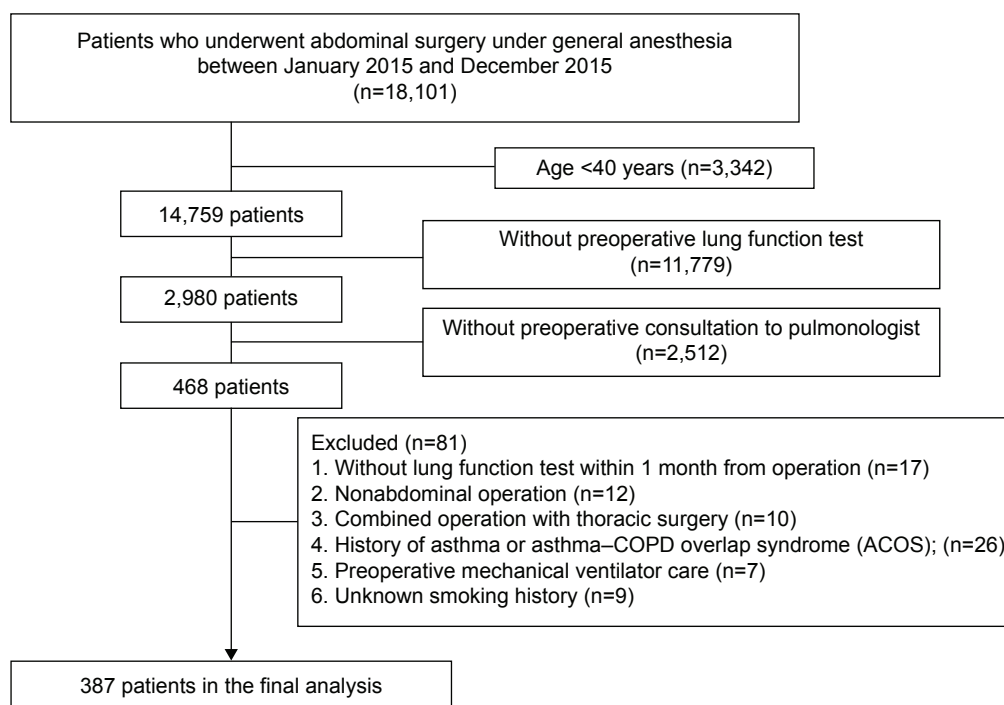 Patients who underwent abdominal surgery under general anesthesia
between January 2015 and December 2015
(n=18,101)
Age <40 years (n=3,342)
14,759 patients
Without preoperative lung function test
(n=11,779)
2,980 patients
Without preoperative consultation to pulmonologist
(n=2,512)
468 patients
Excluded (n=81)
1. Without lung function test within 1 month from operation (n=17)
2. Nonabdominal operation (n=12)
3. Combined operation with thoracic surgery (n=10)
4. History of asthma or asthma–COPD overlap syndrome (ACOS); (n=26)
5. Preoperative mechanical ventilator care (n=7)
6. Unknown smoking history (n=9)
387 patients in the final analysis